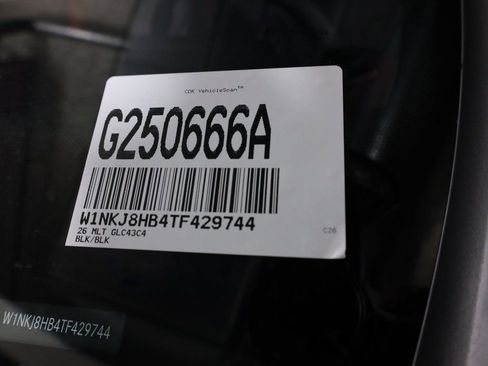 CDK VehicleScan™
G250666A
W1NKJ8HB4TF429744
26 MLT GLC43C4
BLK/BLK
C26
W1NKJ8HB4TF429744